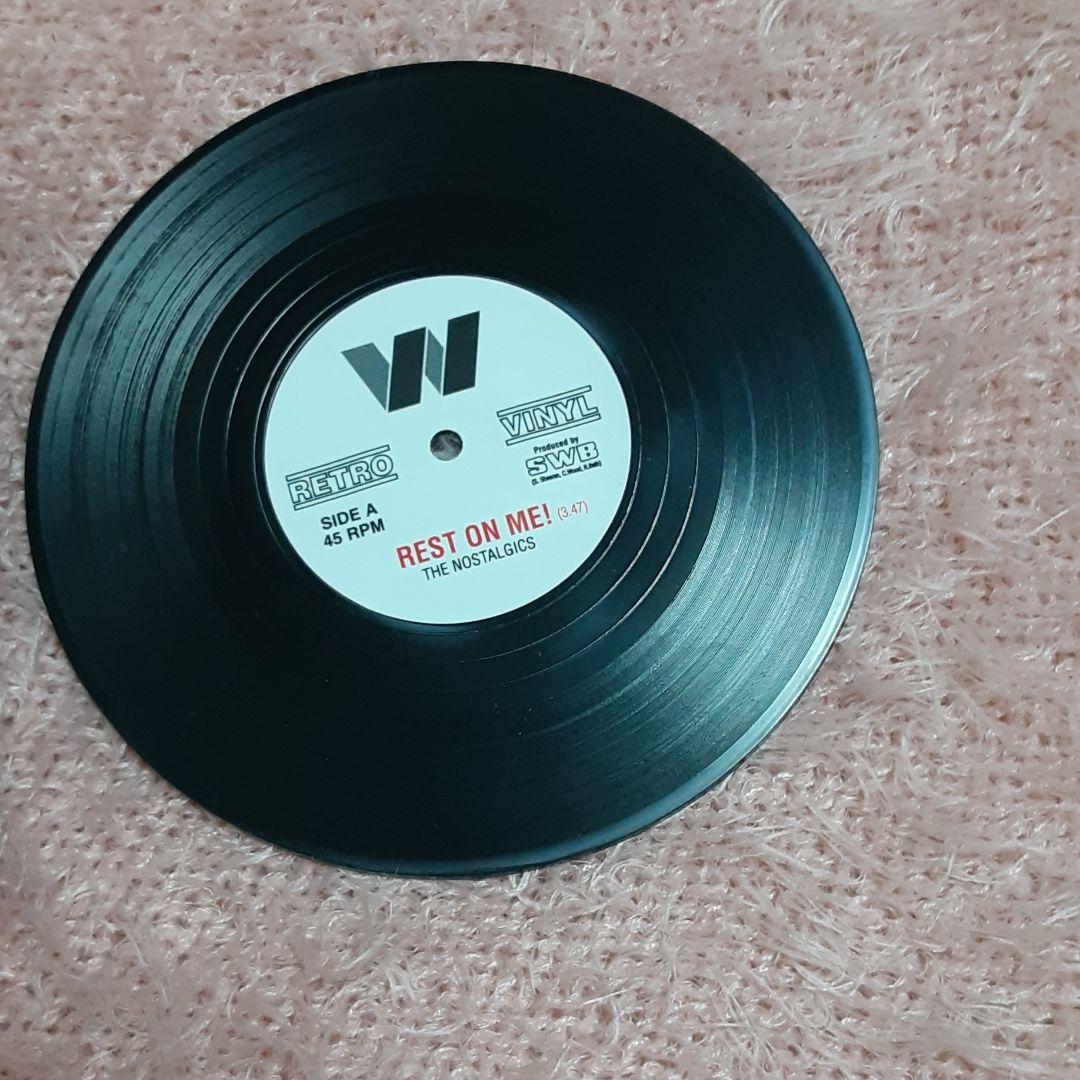 W
RETRO
VINYL
Produced by
SWB
SIDE A
45 RPM
REST ON ME! (3.47)
THE NOSTALGICS